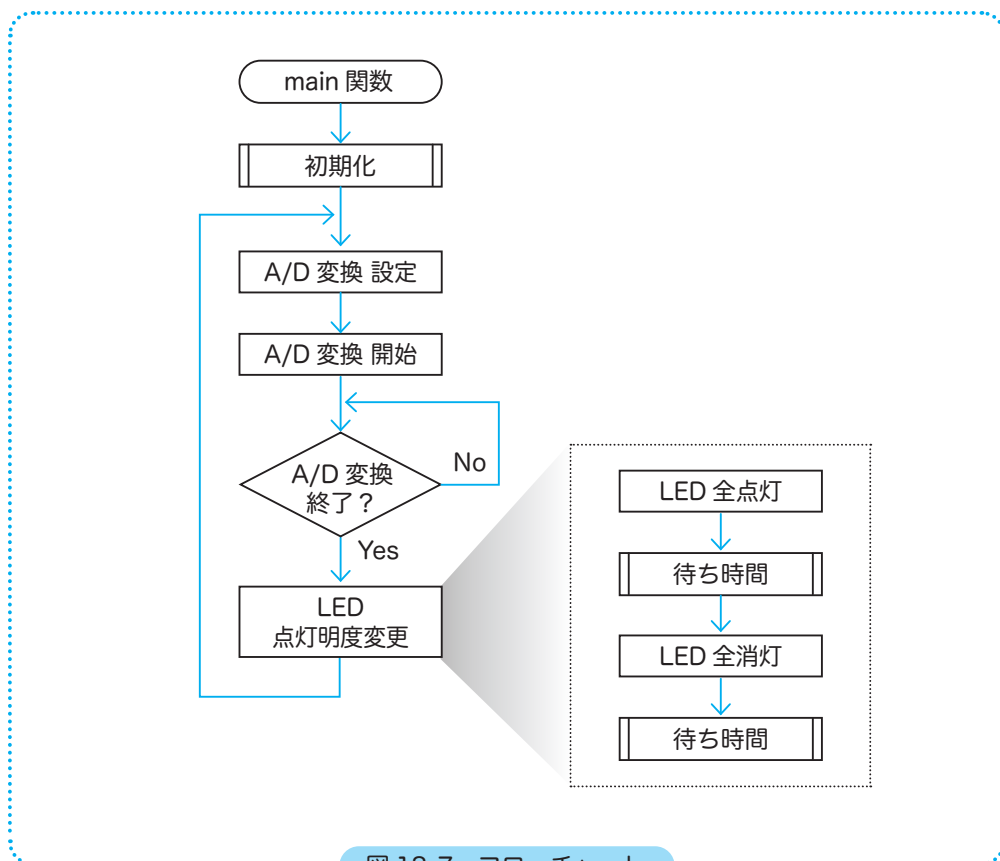 main 関数
初期化
A/D 変換 設定
A/D 変換 開始
A/D 変換
終了？
No
Yes
LED
点灯明度変更
LED 全点灯
待ち時間
LED 全消灯
待ち時間